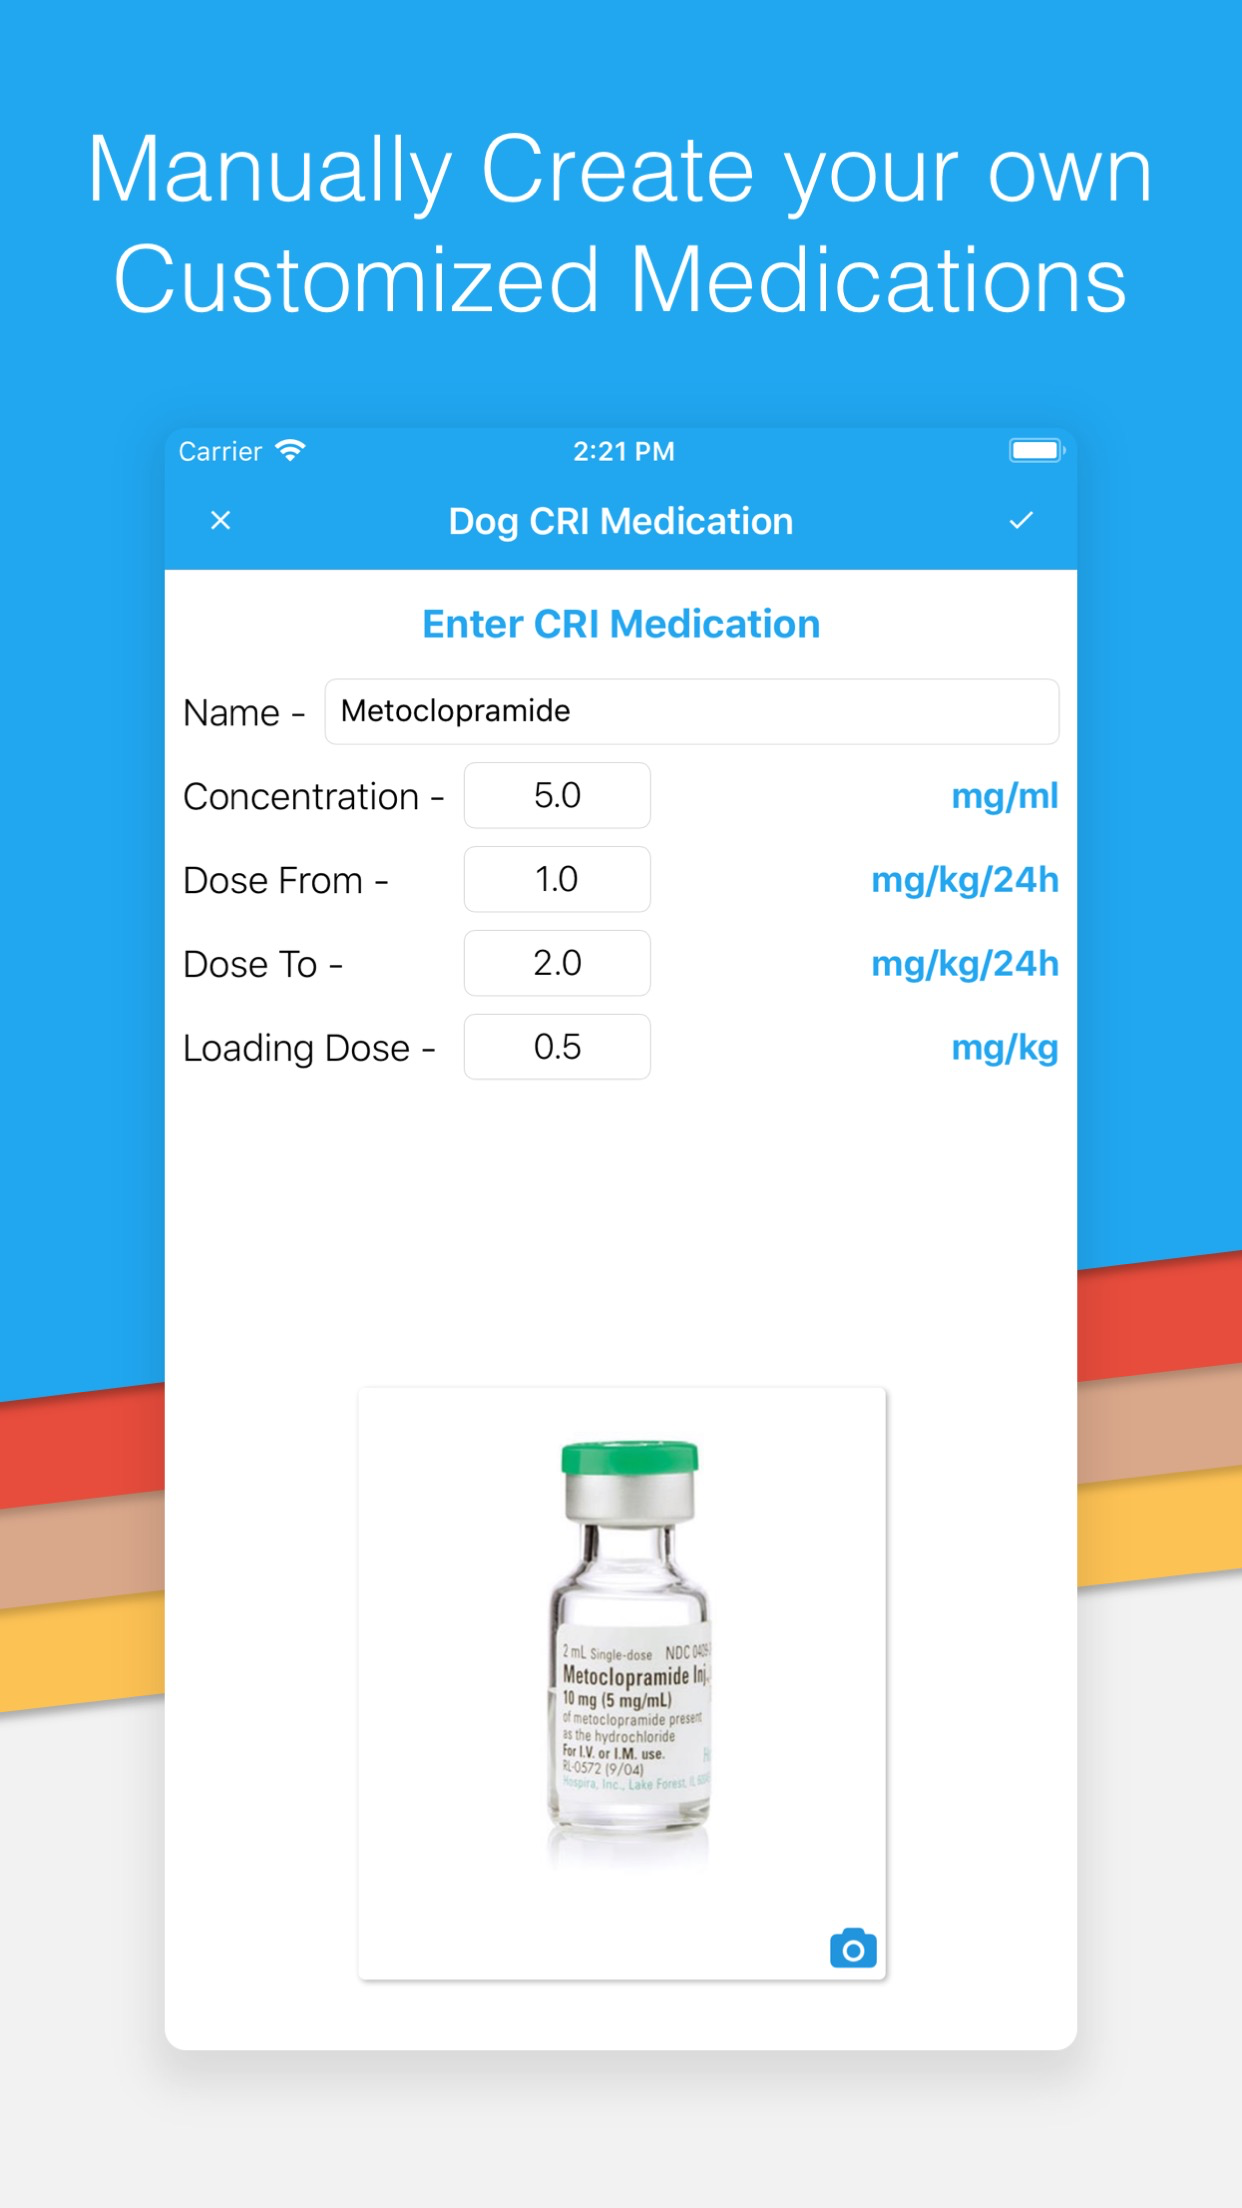 Manually Create your own
Customized Medications
Carrier 2:21 PM
Dog CRI Medication
Enter CRI Medication
Name - Metoclopramide
Concentration - 5.0 mg/ml
Dose From - 1.0 mg/kg/24h
Dose To - 2.0 mg/kg/24h
Loading Dose - 0.5 mg/kg
2 mL Single-dose NDC 0409
Metoclopramide Inj.
10 mg (5 mg/mL)
of metoclopramide present
as the hydrochloride
For I.V. or I.M. use.
RL-0572 (9/04)
Hospira, Inc., Lake Forest, IL